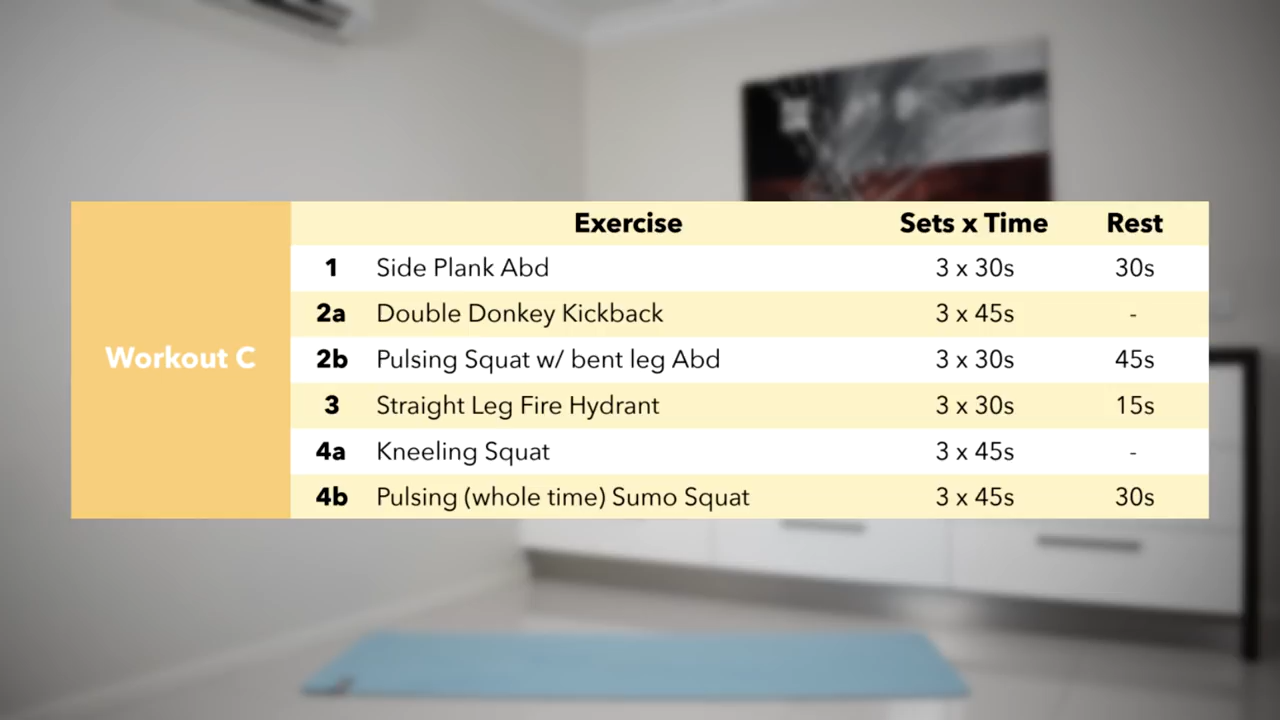 Exercise Sets x Time Rest
1 Side Plank Abd 3 x 30s 30s
2a Double Donkey Kickback 3 x 45s -
Workout C
2b Pulsing Squat w/ bent leg Abd 3 x 30s 45s
3 Straight Leg Fire Hydrant 3 x 30s 15s
4a Kneeling Squat 3 x 45s -
4b Pulsing (whole time) Sumo Squat 3 x 45s 30s